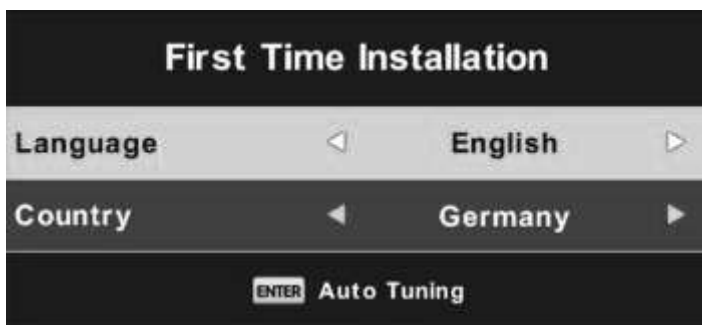 First Time Installation
Language English
Country Germany
ENTER Auto Tuning